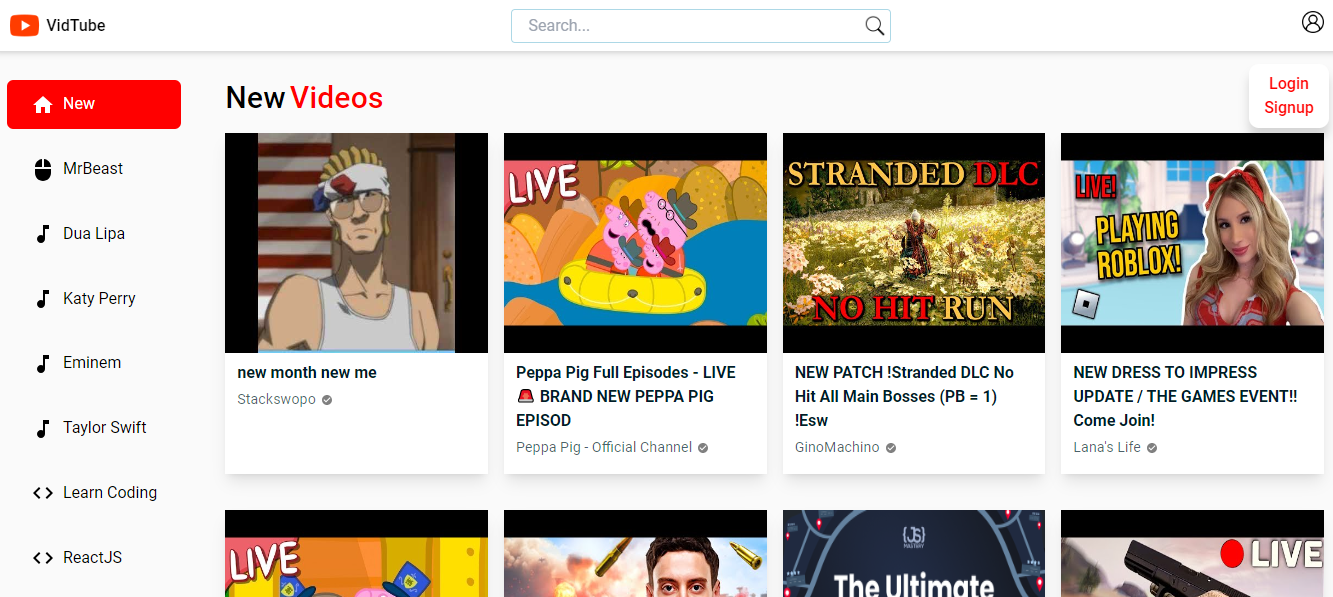 VidTube
Search...
Login
Signup
New
MrBeast
Dua Lipa
Katy Perry
Eminem
Taylor Swift
Learn Coding
ReactJS
New Videos
new month new me
Stackswopo
LIVE
Peppa Pig Full Episodes - LIVE
🚨 BRAND NEW PEPPA PIG
EPISOD
Peppa Pig - Official Channel
STRANDED DLC
NO HIT RUN
NEW PATCH !Stranded DLC No
Hit All Main Bosses (PB = 1)
!Esw
GinoMachino
LIVE!
PLAYING
ROBLOX!
NEW DRESS TO IMPRESS
UPDATE / THE GAMES EVENT!!
Come Join!
Lana's Life
LIVE
{JS}
MASTERY
The Ultimate
LIVE